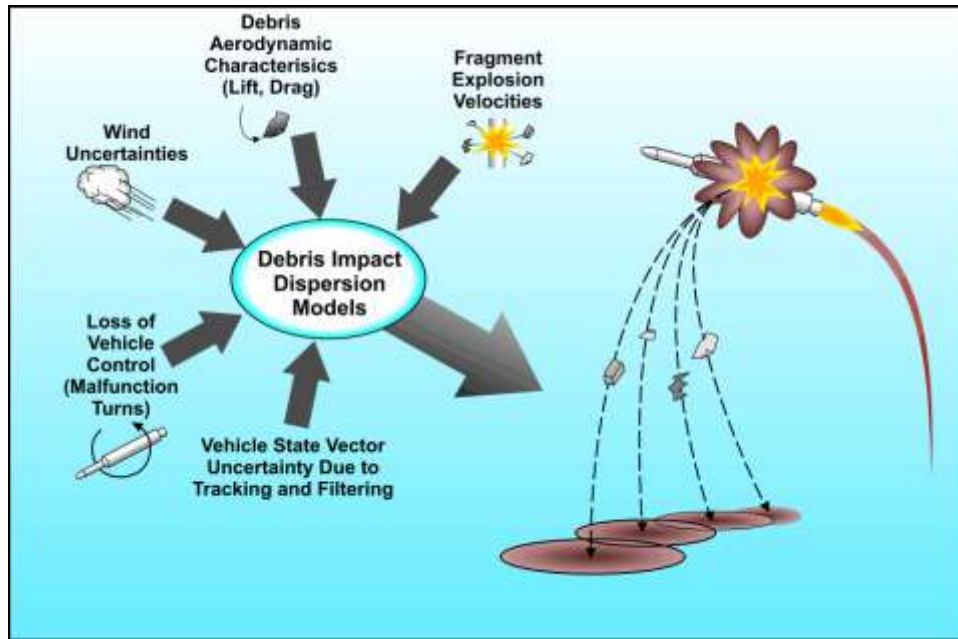 Debris
Aerodynamic
Characterisics
(Lift, Drag)
Fragment
Explosion
Velocities
Wind
Uncertainties
Debris Impact
Dispersion
Models
Loss of
Vehicle
Control
(Malfunction
Turns)
Vehicle State Vector
Uncertainty Due to
Tracking and Filtering